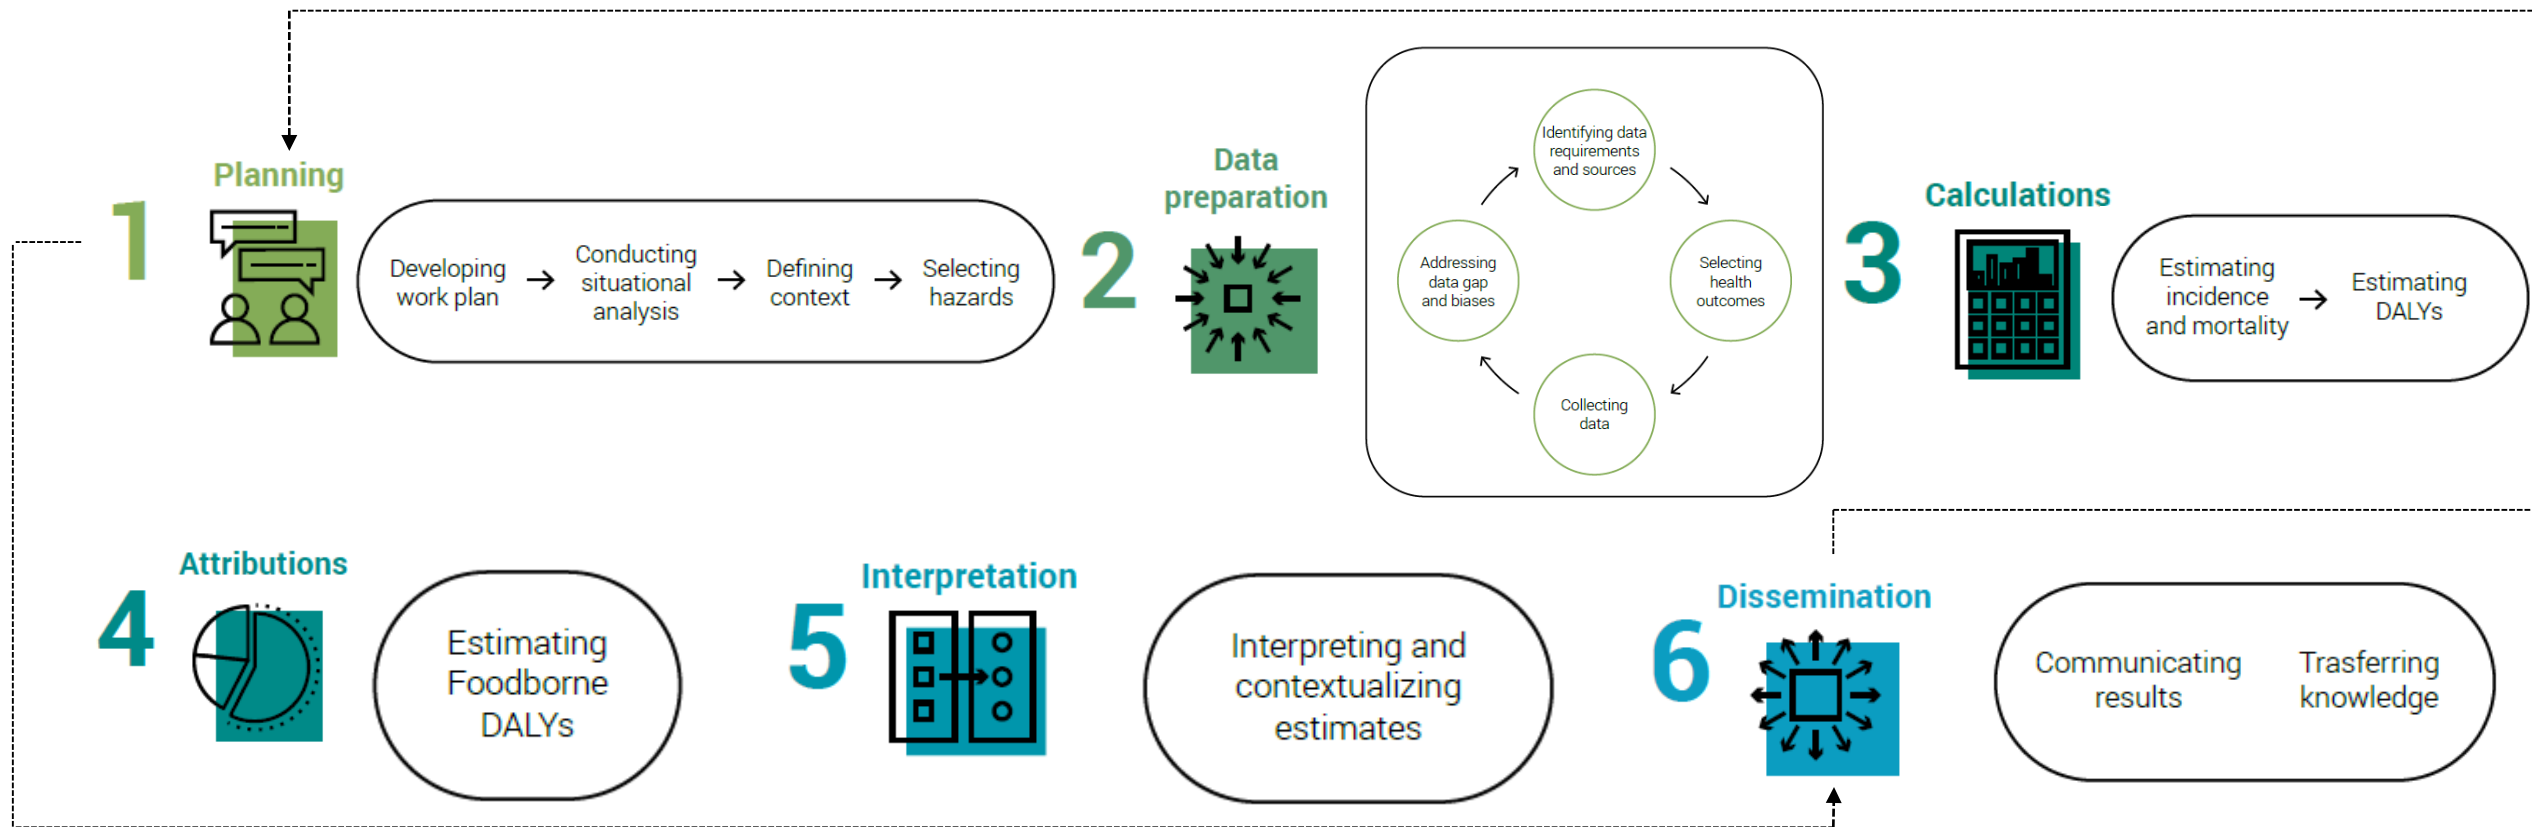 1
Planning
Developing
work plan
Conducting
situational
analysis
Defining
context
Selecting
hazards
2
Data
preparation
Identifying data
requirements
and sources
Selecting
health
outcomes
Collecting
data
Addressing
data gap
and biases
3
Calculations
Estimating
incidence
and mortality
Estimating
DALYs
4
Attributions
Estimating
Foodborne
DALYs
5
Interpretation
Interpreting and
contextualizing
estimates
6
Dissemination
Communicating
results
Trasferring
knowledge